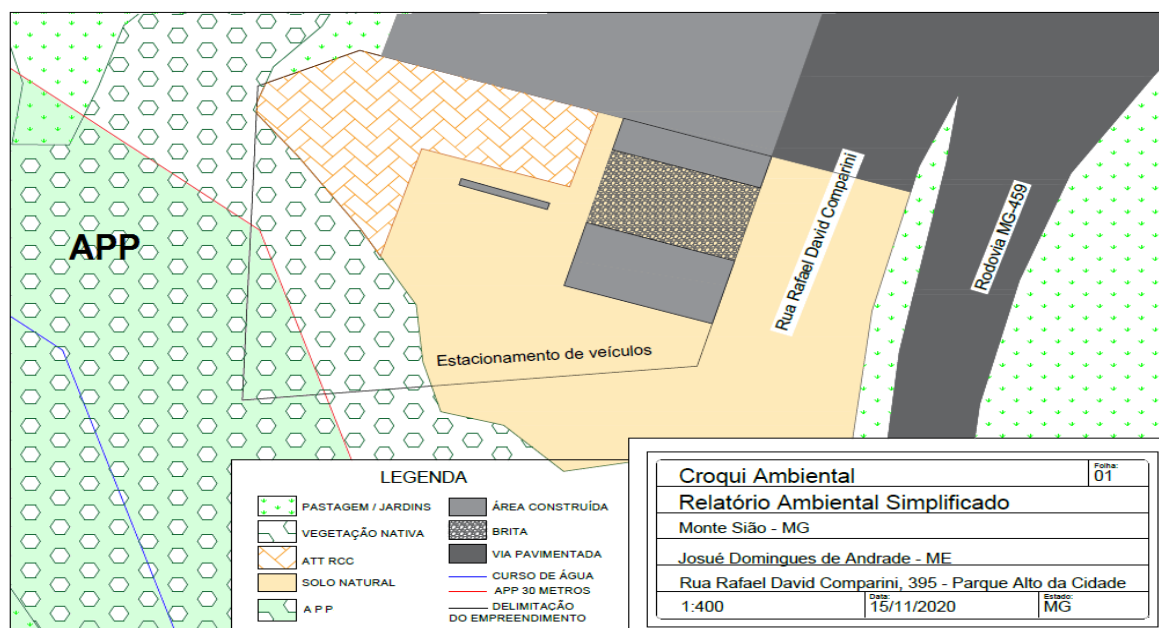 APP
Estacionamento de veículos
Rua Rafael David Comparini
Rodovia MG-459
LEGENDA
PASTAGEM / JARDINS
VEGETAÇÃO NATIVA
ATT RCC
SOLO NATURAL
A P P
ÁREA CONSTRUÍDA
BRITA
VIA PAVIMENTADA
CURSO DE ÁGUA
APP 30 METROS
DELIMITAÇÃO
DO EMPREENDIMENTO
Croqui Ambiental
Folha:
01
Relatório Ambiental Simplificado
Monte Sião - MG
Josué Domingues de Andrade - ME
Rua Rafael David Comparini, 395 - Parque Alto da Cidade
1:400
Data:
15/11/2020
Estado:
MG